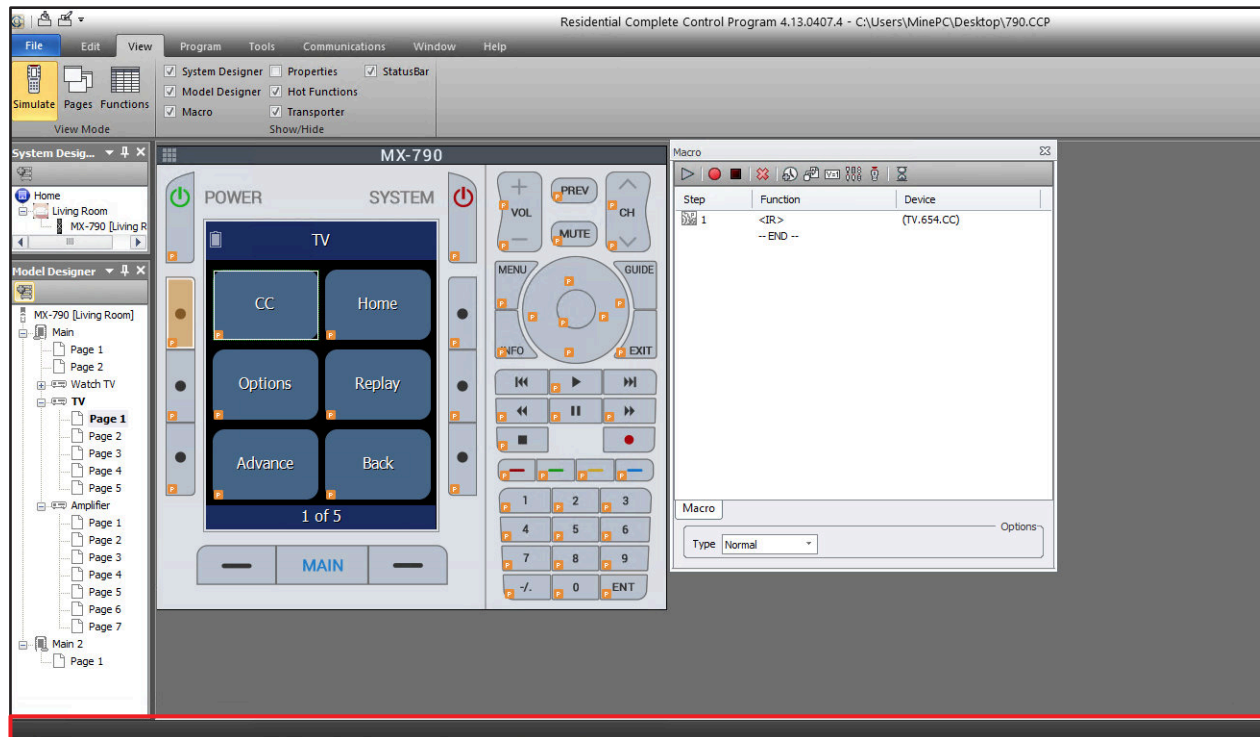 Residential Complete Control Program 4.13.0407.4 - C:\Users\MinePC\Desktop\790.CCP
File Edit View Program Tools Communications Window Help
Simulate Pages Functions
View Mode
System Designer Properties StatusBar
Model Designer Hot Functions
Macro Transporter
Show/Hide
System Desig...
Home
Living Room
MX-790 [Living R
Model Designer
MX-790 [Living Room]
Main
Page 1
Page 2
Watch TV
TV
Page 1
Page 2
Page 3
Page 4
Page 5
Amplifier
Page 1
Page 2
Page 3
Page 4
Page 5
Page 6
Page 7
Main 2
Page 1
MX-790
POWER SYSTEM
TV
CC Home
Options Replay
Advance Back
1 of 5
MAIN
VOL PREV CH
MUTE
MENU GUIDE
INFO EXIT
1 2 3
4 5 6
7 8 9
-/. 0 ENT
Macro
Step Function Device
1 <IR> (TV.654.CC)
-- END --
Macro
Options
Type Normal